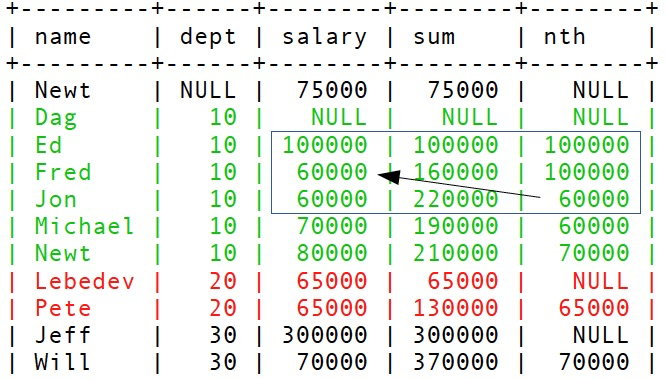 +---------+------+--------+--------+--------+
| name    | dept | salary | sum    | nth    |
+---------+------+--------+--------+--------+
| Newt    | NULL |  75000 |  75000 |   NULL |
| Dag     |   10 |   NULL |   NULL |   NULL |
| Ed      |   10 | 100000 | 100000 | 100000 |
| Fred    |   10 |  60000 | 160000 | 100000 |
| Jon     |   10 |  60000 | 220000 |  60000 |
| Michael |   10 |  70000 | 190000 |  60000 |
| Newt    |   10 |  80000 | 210000 |  70000 |
| Lebedev |   20 |  65000 |  65000 |   NULL |
| Pete    |   20 |  65000 | 130000 |  65000 |
| Jeff    |   30 | 300000 | 300000 |   NULL |
| Will    |   30 |  70000 | 370000 |  70000 |